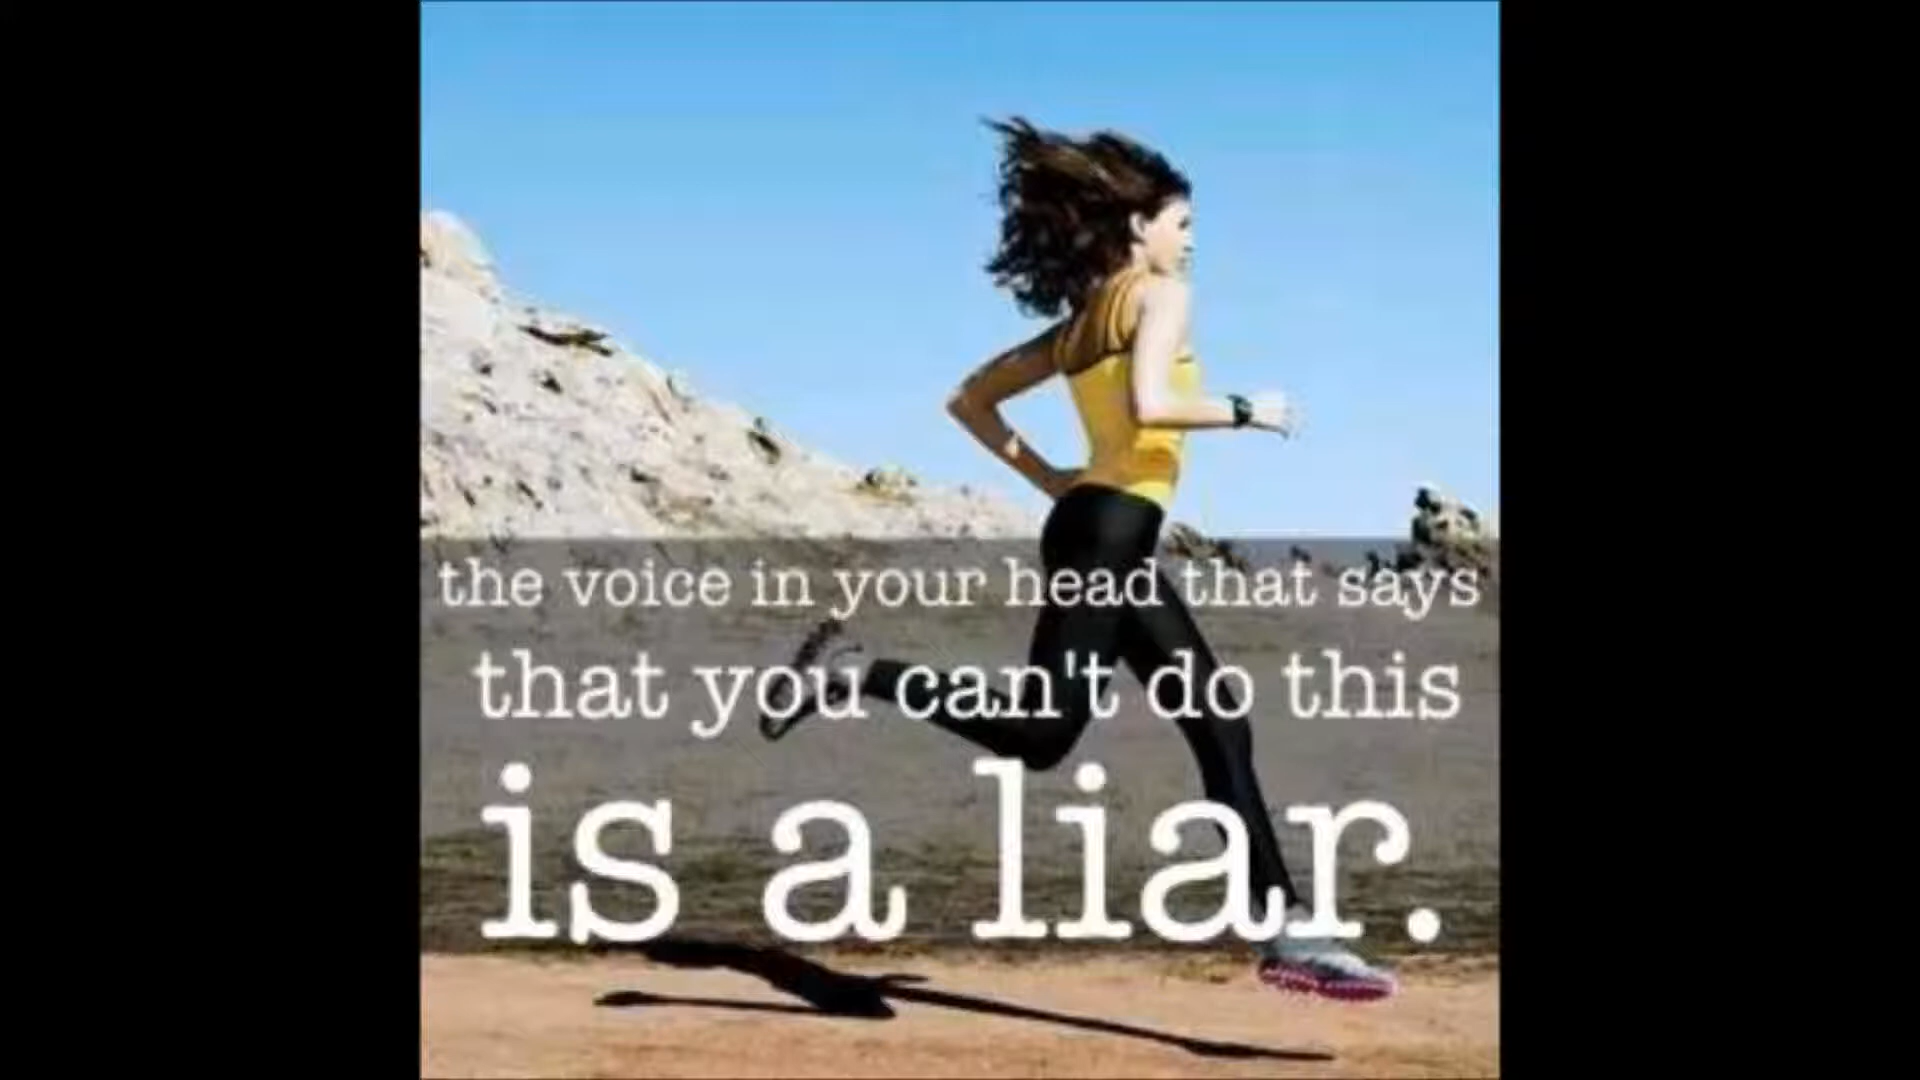 the voice in your head that says
that you can't do this
is a liar.